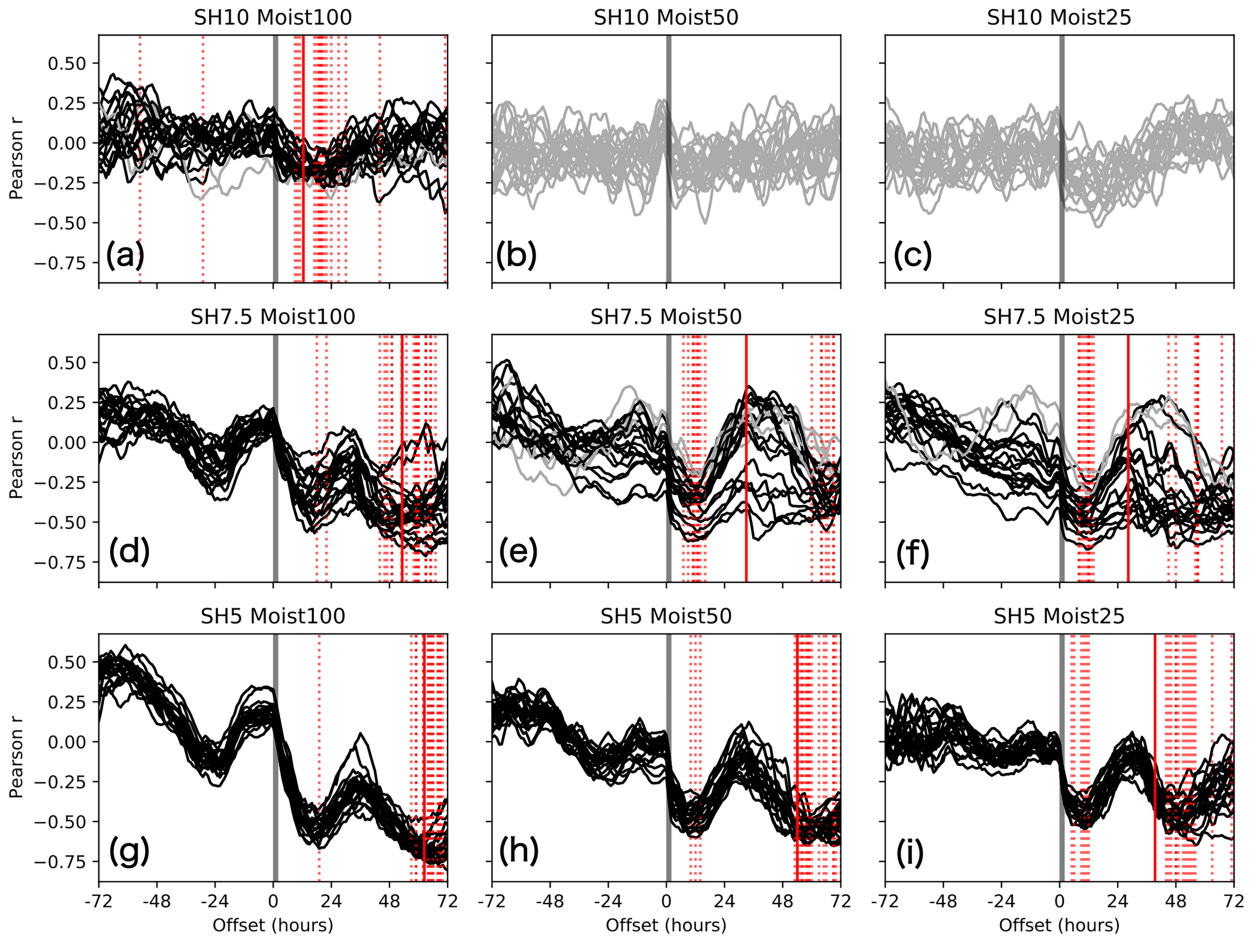 SH10 Moist100
SH10 Moist50
SH10 Moist25
0.50
0.25
0.00
−0.25
−0.50
−0.75
Pearson r
(a)
(b)
(c)
SH7.5 Moist100
SH7.5 Moist50
SH7.5 Moist25
0.50
0.25
0.00
−0.25
−0.50
−0.75
Pearson r
(d)
(e)
(f)
SH5 Moist100
SH5 Moist50
SH5 Moist25
0.50
0.25
0.00
−0.25
−0.50
−0.75
Pearson r
(g)
(h)
(i)
-72 -48 -24 0 24 48 72
-72 -48 -24 0 24 48 72
-72 -48 -24 0 24 48 72
Offset (hours)
Offset (hours)
Offset (hours)